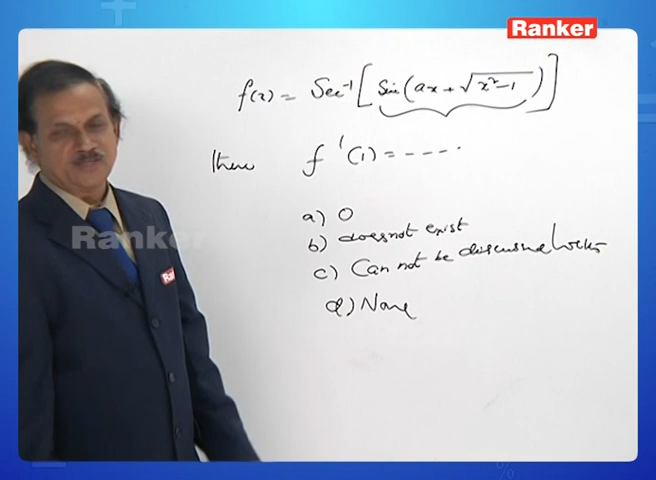 Ranker
f(x) = Sec⁻¹ [ Sin (ax + √x²-1 ) ]
then f'(1) = ----.
a) 0
b) doesnot exist
c) Can not be discussed
d) None
Ranker